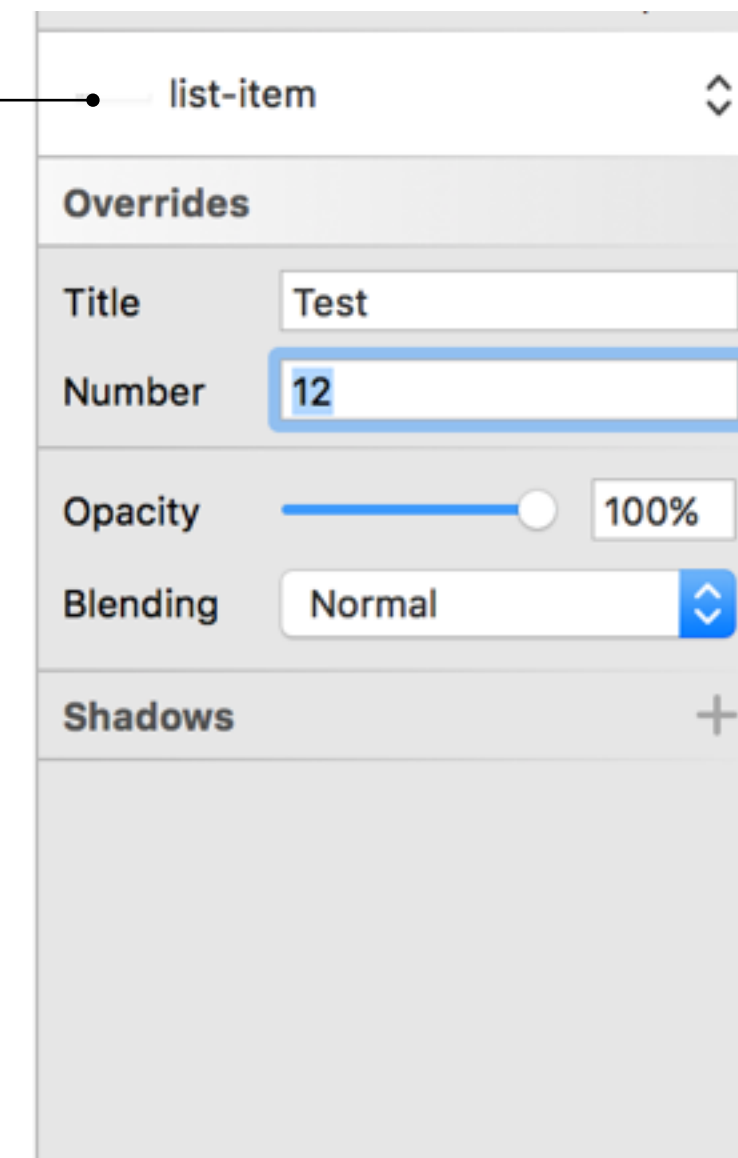 list-item
Overrides
Title Test
Number 12
Opacity 100%
Blending Normal
Shadows